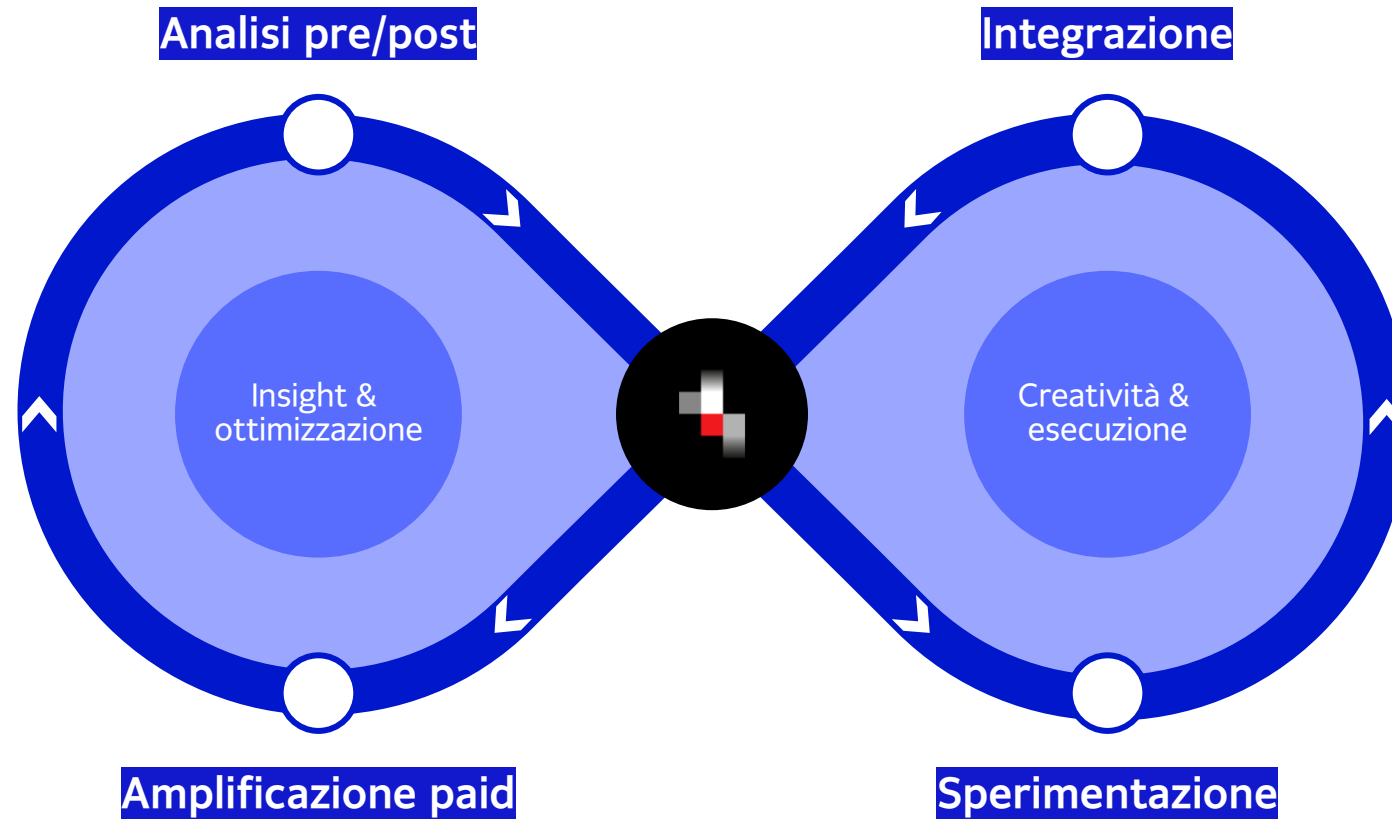 Analisi pre/post
Integrazione
Insight &
ottimizzazione
Creatività &
esecuzione
Amplificazione paid
Sperimentazione